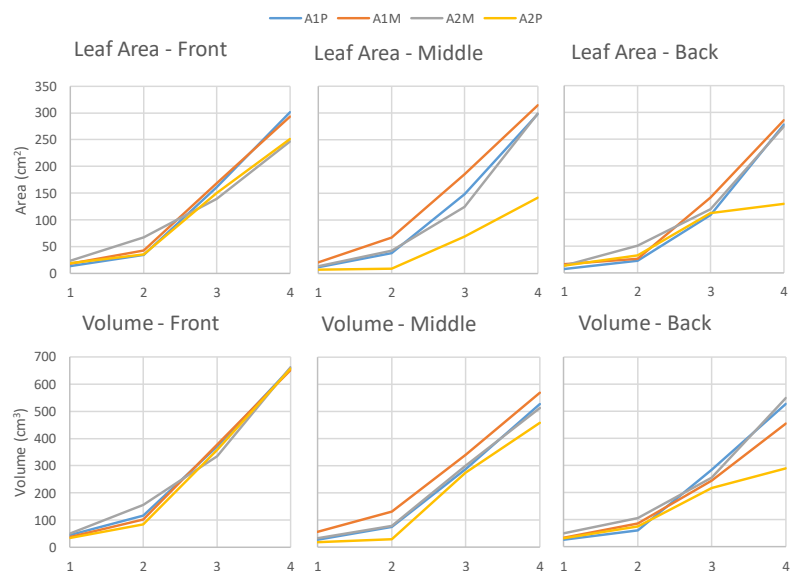 A1P A1M A2M A2P
Leaf Area - Front Leaf Area - Middle Leaf Area - Back
Area (cm²)
350
300
250
200
150
100
50
0
1 2 3 4 1 2 3 4 1 2 3 4
Volume - Front Volume - Middle Volume - Back
Volume (cm³)
700
600
500
400
300
200
100
0
1 2 3 4 1 2 3 4 1 2 3 4